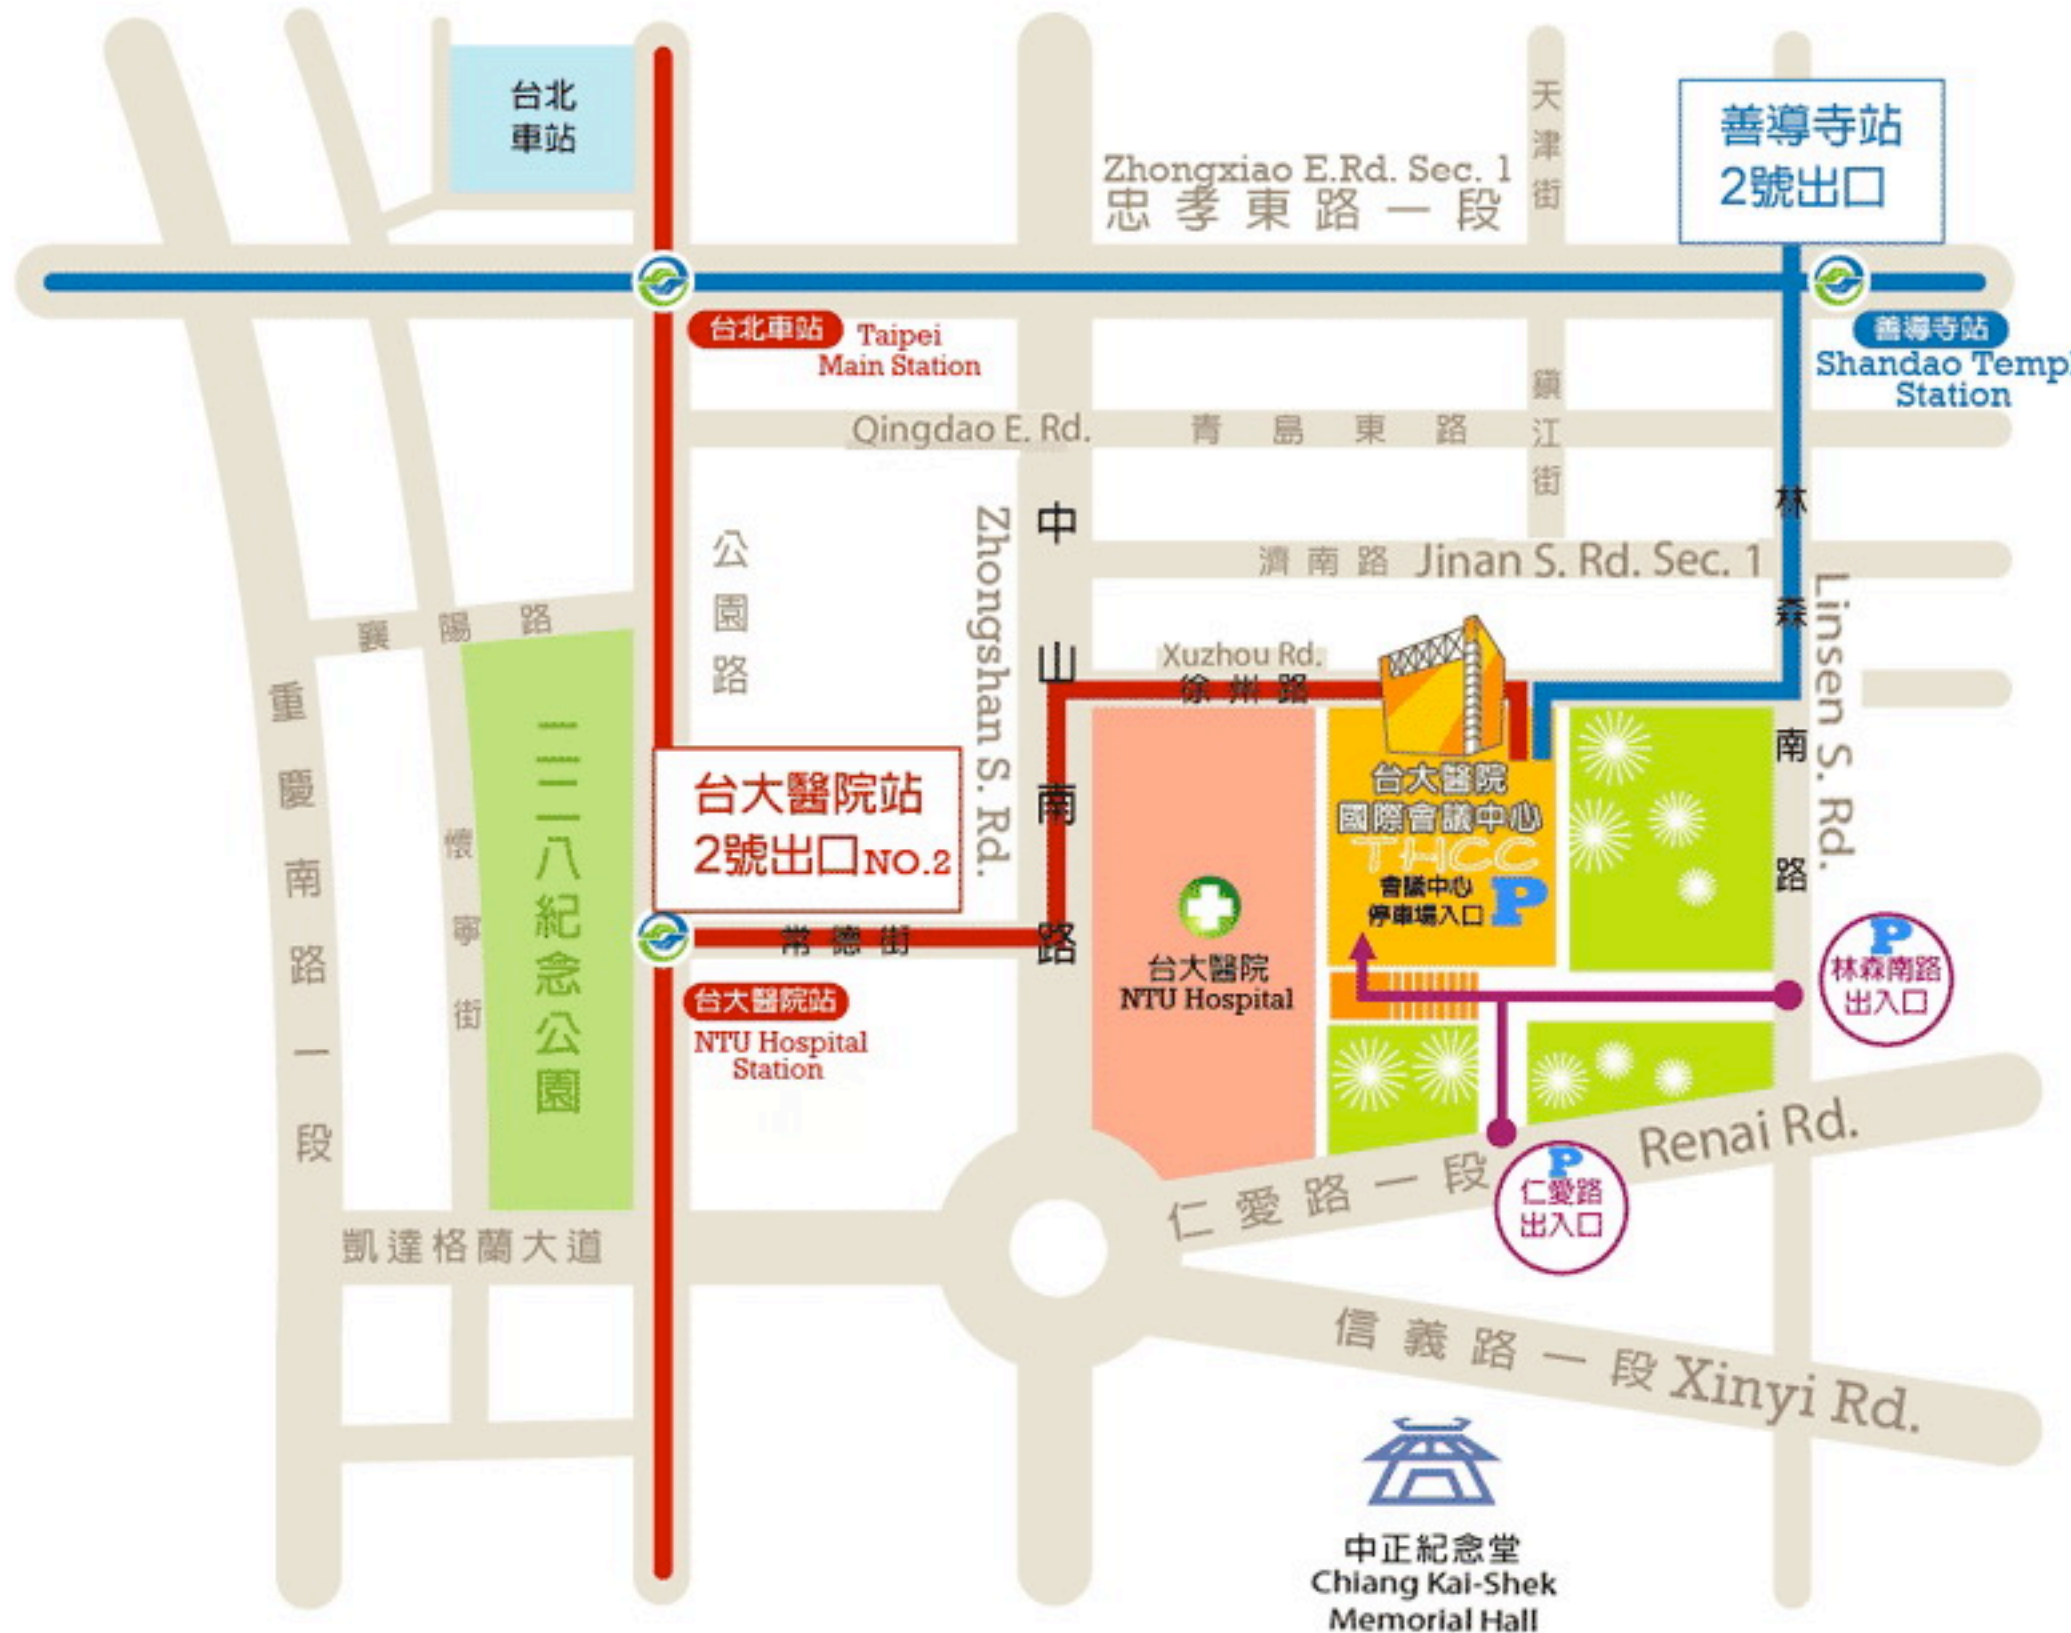 台北
車站
天津街
善導寺站
2號出口
Zhongxiao E.Rd. Sec. 1
忠孝東路一段
台北車站
Taipei
Main Station
善導寺站
Shandao Templ
Station
鎮江街
Qingdao E. Rd.
青島東路
公園路
Zhongshan S. Rd.
中山南路
濟南路 Jinan S. Rd. Sec. 1
林森南路
Linsen S. Rd.
襄陽路
Xuzhou Rd.
徐州路
重慶南路一段
懷寧街
二二八紀念公園
台大醫院站
2號出口NO.2
台大醫院
國際會議中心
THCC
會議中心
停車場入口 P
常德街
台大醫院
NTU Hospital
台大醫院站
NTU Hospital
Station
P
林森南路
出入口
Renai Rd.
仁愛路一段
P
仁愛路
出入口
凱達格蘭大道
信義路一段 Xinyi Rd.
中正紀念堂
Chiang Kai-Shek
Memorial Hall